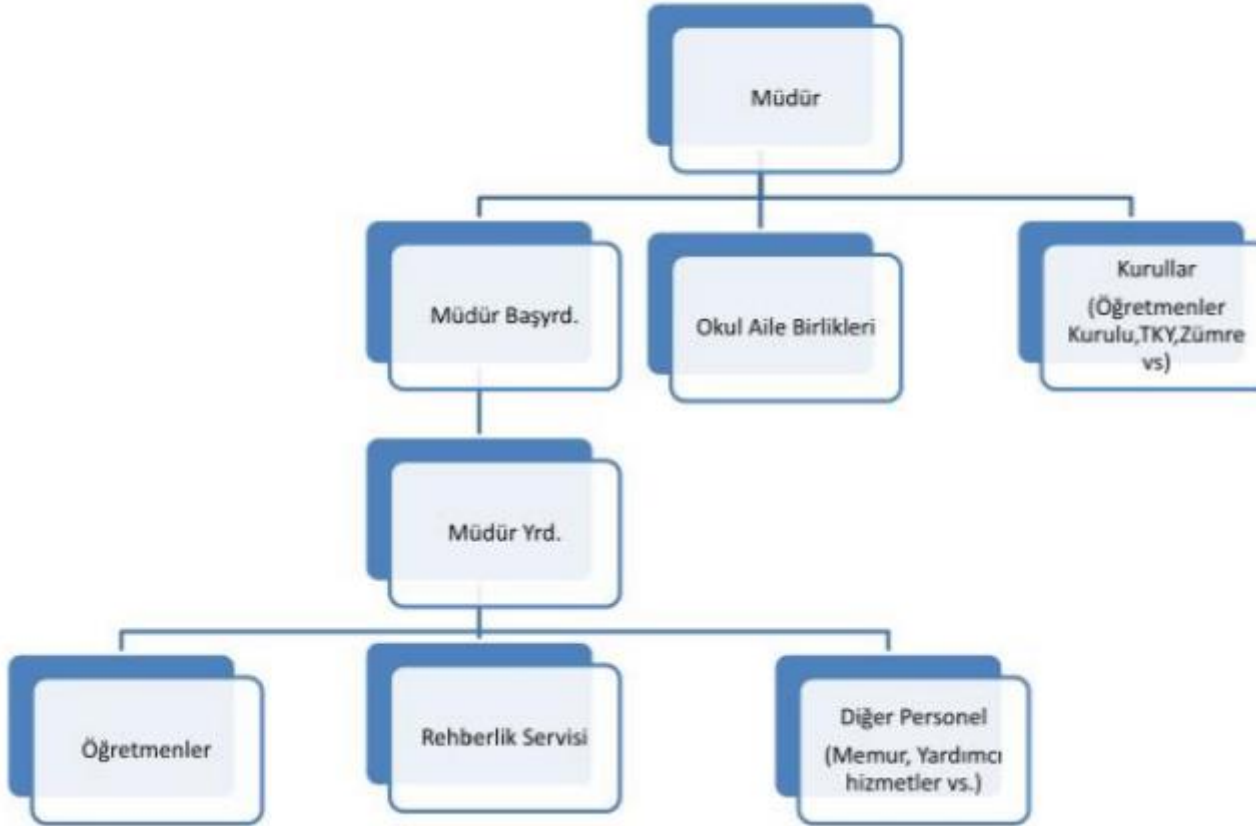 Müdür
Müdür Başyrd.
Okul Aile Birlikleri
Kurullar
(Öğretmenler
Kurulu,TKY,Zümre
vs)
Müdür Yrd.
Öğretmenler
Rehberlik Servisi
Diğer Personel
(Memur, Yardımcı
hizmetler vs.)